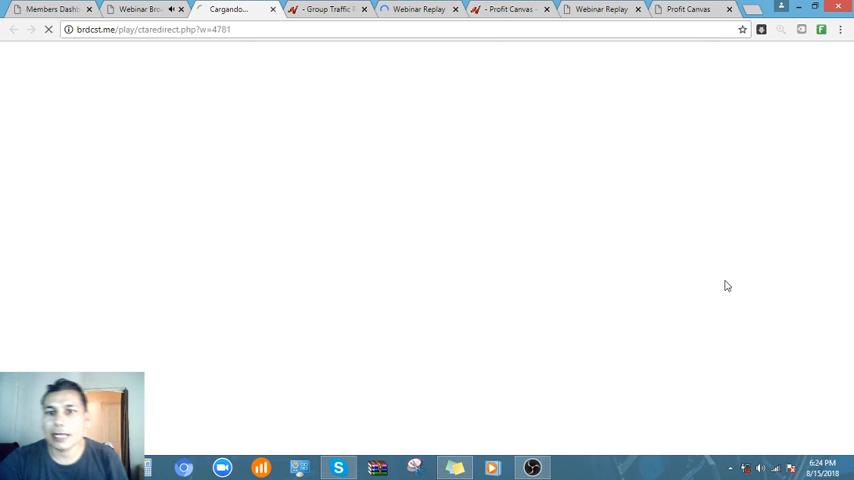 Members Dashb
Webinar Bro
Cargando...
- Group Traffic
Webinar Replay
- Profit Canvas -
Webinar Replay
Profit Canvas
brdcst.me/play/ctaredirect.php?w=4781
6:24 PM
8/15/2018